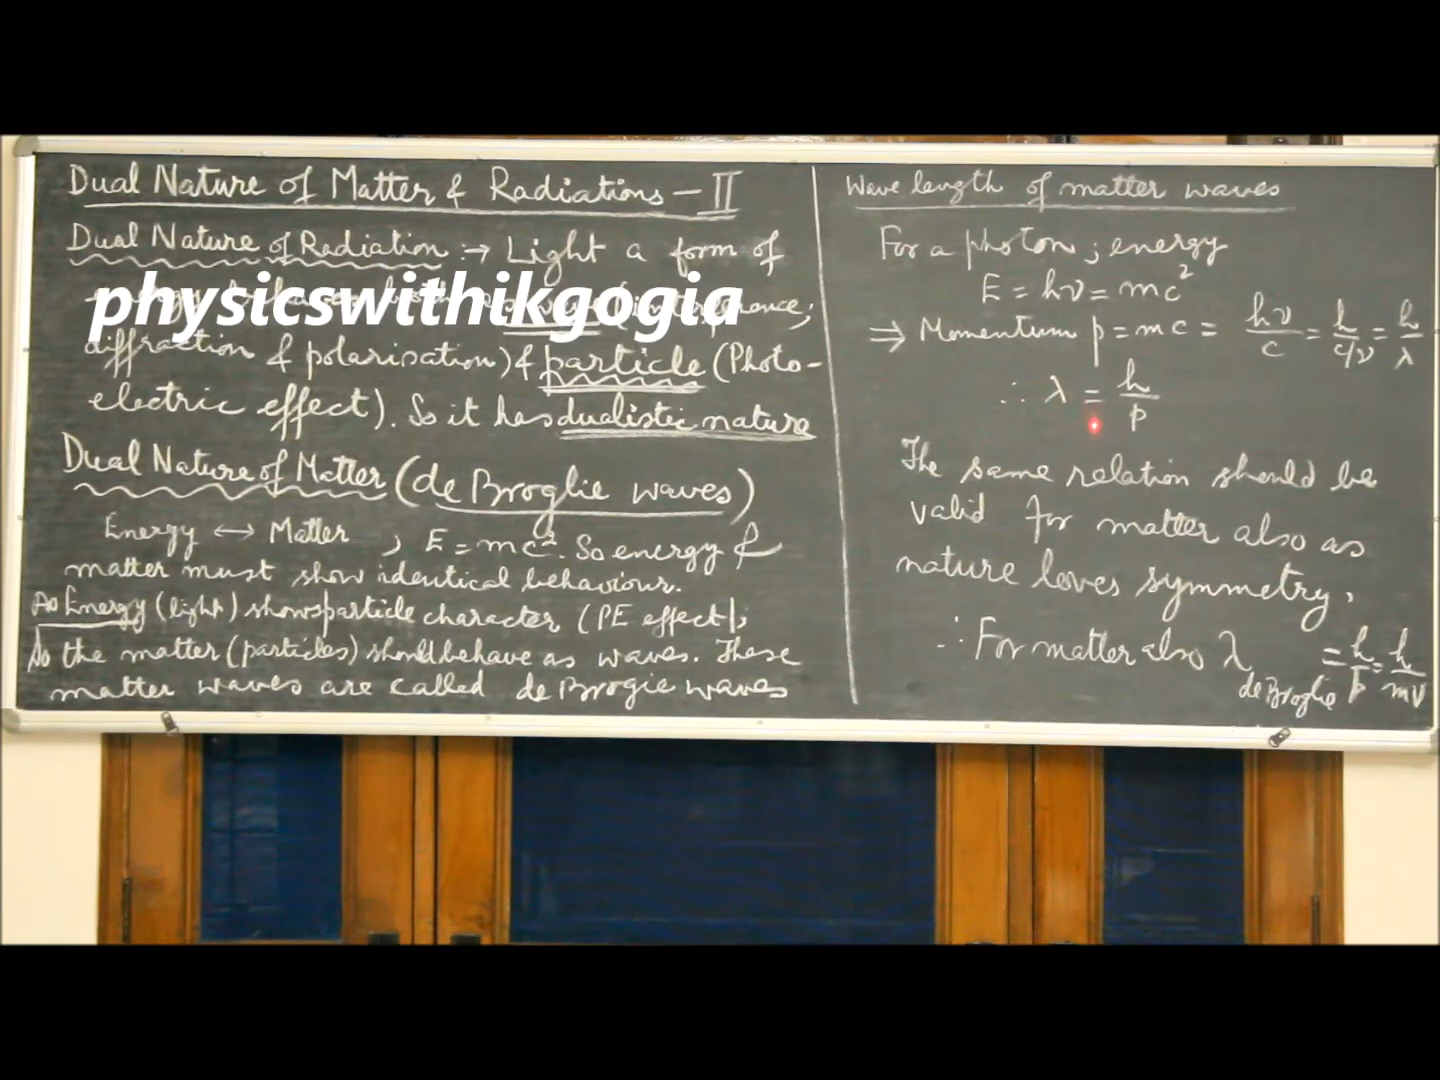 Dual Nature of Matter & Radiations - II
Dual Nature of Radiation :→ Light a form of
physicswithikgogia
wave (interference;
diffraction & polarisation) & particle (Photo-
electric effect). So it has dualistic nature
Dual Nature of Matter (de Broglie waves)
Energy ↔ Matter , E = mc². So energy &
matter must show identical behaviour.
As Energy (light) shows particle character (PE effect);
So the matter (particles) should behave as waves. These
matter waves are called de Brogie waves
Wave length of matter waves
For a photon ; energy
E = hν = mc²
⇒ Momentum p = mc = hν/c = h/c/ν = h/λ
∴ λ = h/p
The same relation should be
valid for matter also as
nature loves symmetry.
∴ For matter also λ de Broglie = h/p = h/mv